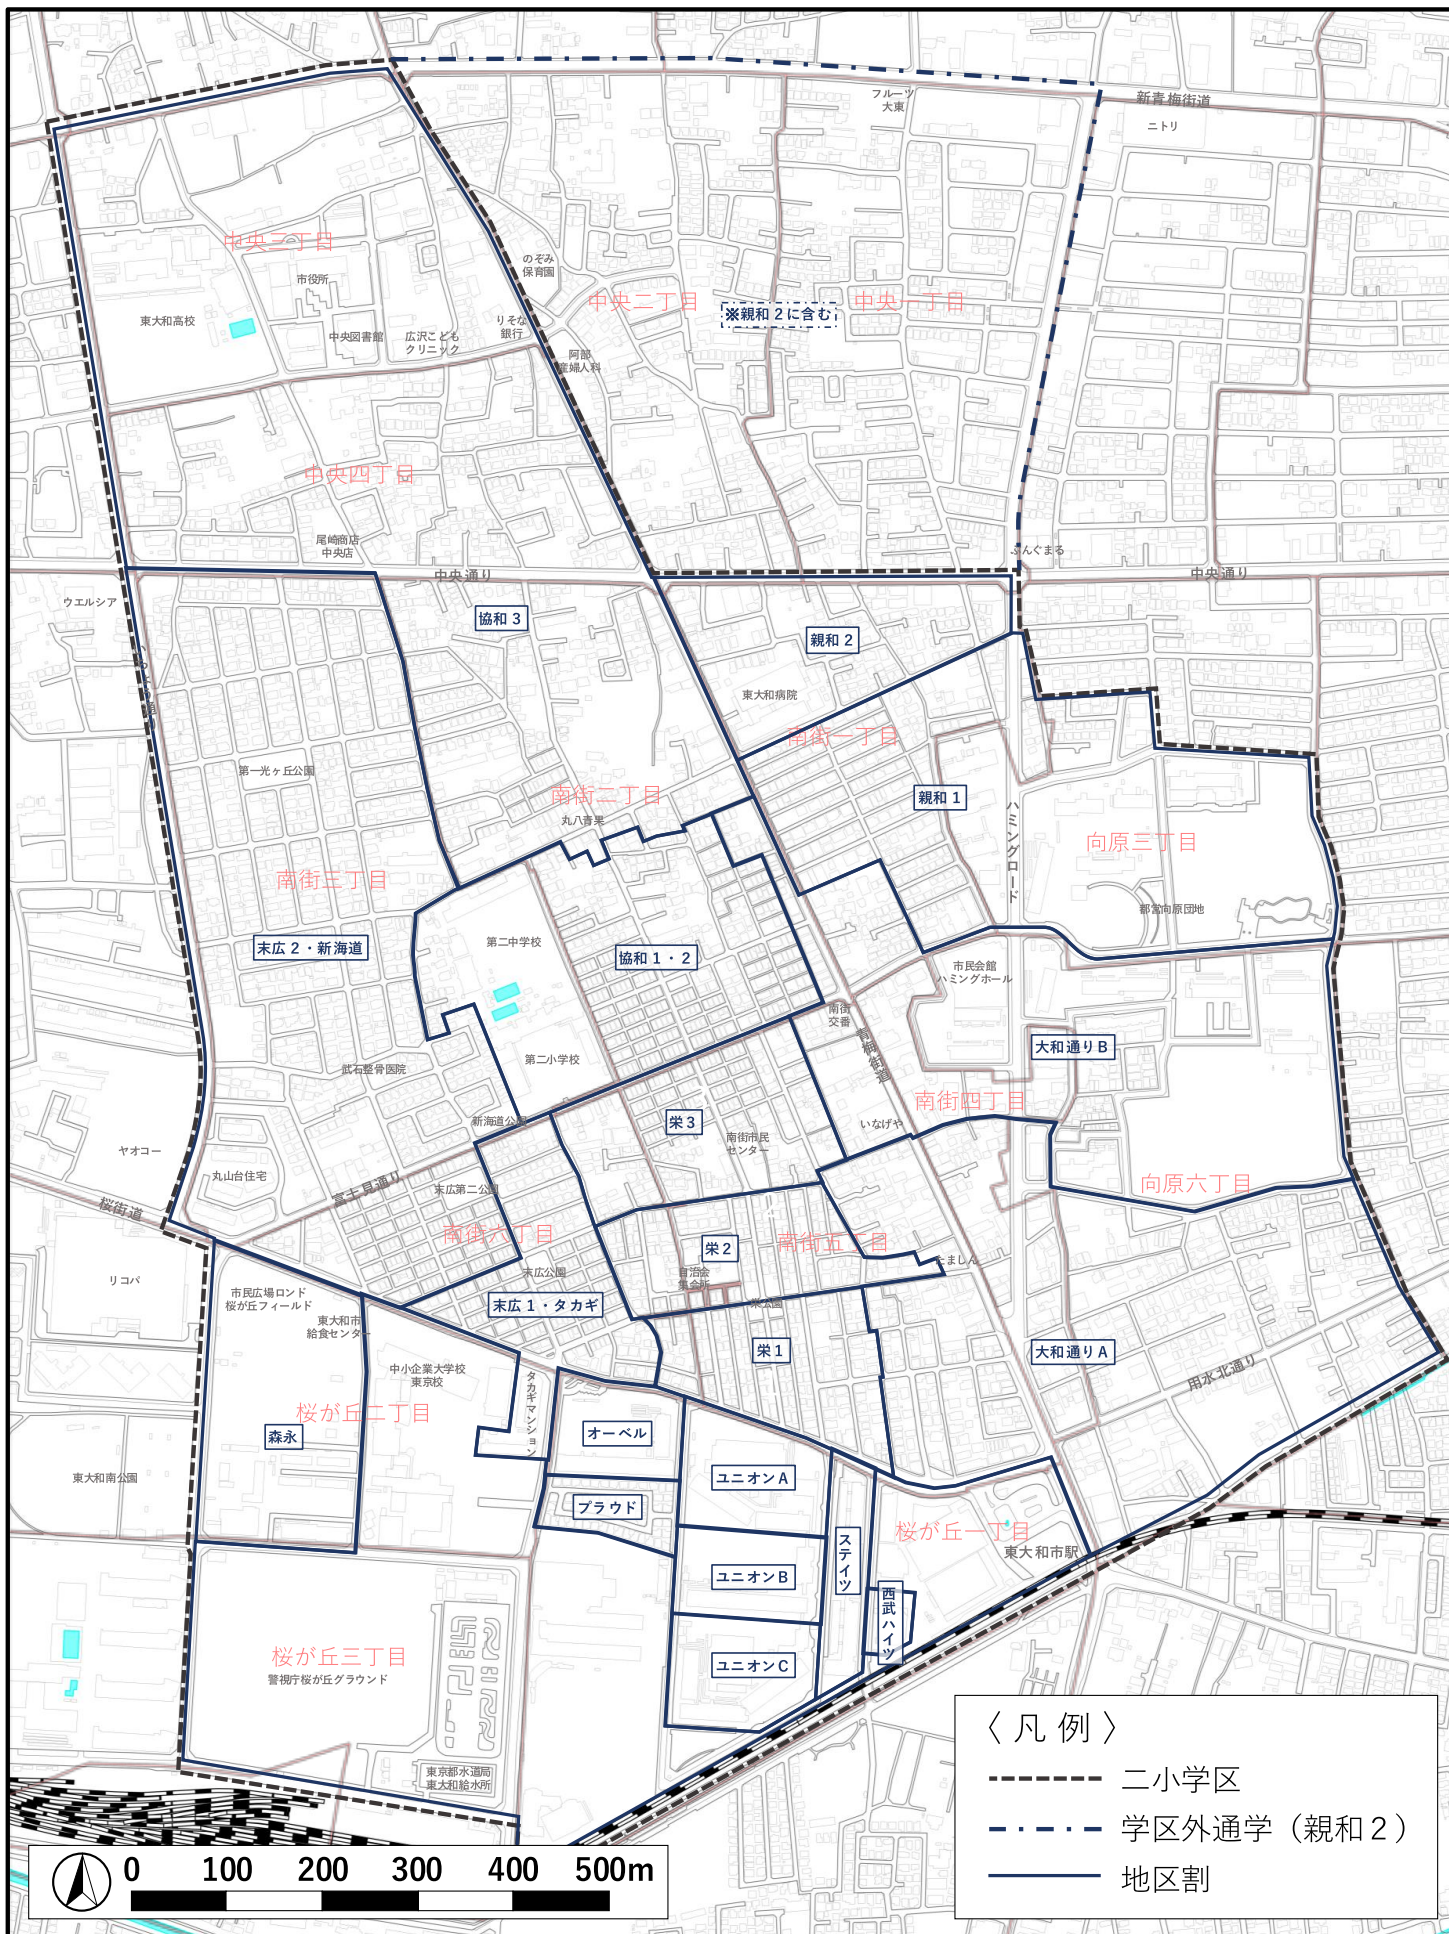 新青梅街道
フルーツ
大東
ニトリ
中央三丁目
市役所
東大和高校
中央図書館
広沢こども
クリニック
のぞみ
保育園
りそな
銀行
阿部
産婦人科
中央二丁目
※親和2に含む
中央一丁目
中央四丁目
尾崎商店
中央店
中央通り
ぶんぐまる
中央通り
ウエルシア
協和3
親和2
東大和病院
南街一丁目
第一光ヶ丘公園
南街二丁目
丸八青果
親和1
ハミングロード
向原三丁目
都営向原団地
南街三丁目
末広2・新海道
第二中学校
協和1・2
市民会館
ハミングホール
南街
交番
青梅街道
大和通りB
第二小学校
武石整骨医院
新海道公園
栄3
南街市民
センター
いなげや
南街四丁目
ヤオコー
丸山台住宅
富士見通り
末広第二公園
南街六丁目
向原六丁目
桜街道
栄2
南街五丁目
自治会
集会所
たましん
リコパ
市民広場ロンド
桜が丘フィールド
末広公園
末広1・タカギ
栄公園
東大和市
給食センター
栄1
大和通りA
用水北通り
中小企業大学校
東京校
タカギマンション
桜が丘二丁目
森永
オーベル
ユニオンA
東大和南公園
プラウド
ステイツ
桜が丘一丁目
東大和市駅
ユニオンB
西武ハイツ
桜が丘三丁目
警視庁桜が丘グラウンド
ユニオンC
東京都水道局
東大和給水所
〈凡例〉
二小学区
学区外通学（親和2）
地区割
0 100 200 300 400 500m